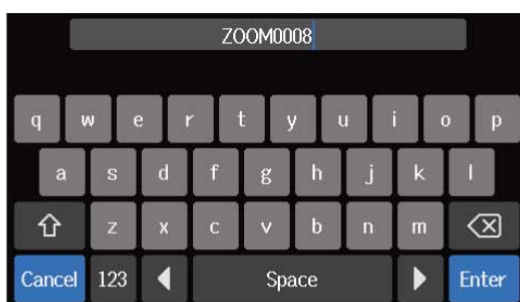 ZOOM0008
q w e r t y u i o p
a s d f g h j k l
z x c v b n m
Cancel 123 Space Enter